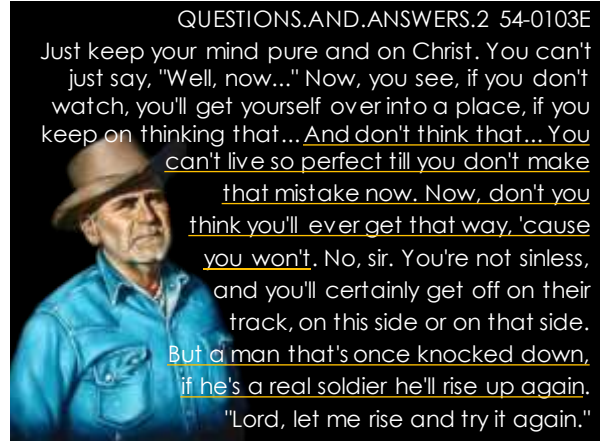 QUESTIONS.AND.ANSWERS.2 54-0103E
Just keep your mind pure and on Christ. You can't
just say, "Well, now..." Now, you see, if you don't
watch, you'll get yourself over into a place, if you
keep on thinking that... And don't think that... You
can't live so perfect till you don't make
that mistake now. Now, don't you
think you'll ever get that way, 'cause
you won't. No, sir. You're not sinless,
and you'll certainly get off on their
track, on this side or on that side.
But a man that's once knocked down,
if he's a real soldier he'll rise up again.
"Lord, let me rise and try it again."